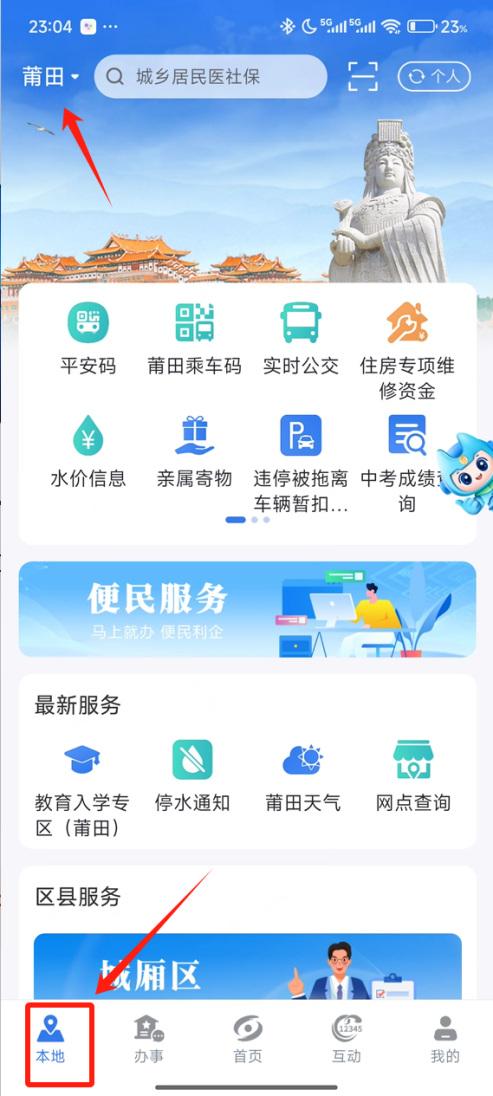 23:04 ··· 5G 5G 23%
莆田 城乡居民医社保 个人
平安码 莆田乘车码 实时公交 住房专项维
修资金
水价信息 亲属寄物 违停被拖离 中考成绩查
车辆暂扣... 询
便民服务
马上就办 便民利企
最新服务
教育入学专 停水通知 莆田天气 网点查询
区（莆田）
区县服务
城厢区
12345
本地 办事 首页 互动 我的